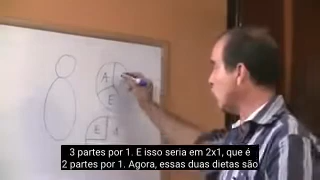 A
E
E
3 partes por 1. E isso seria em 2x1, que é
2 partes por 1. Agora, essas duas dietas são